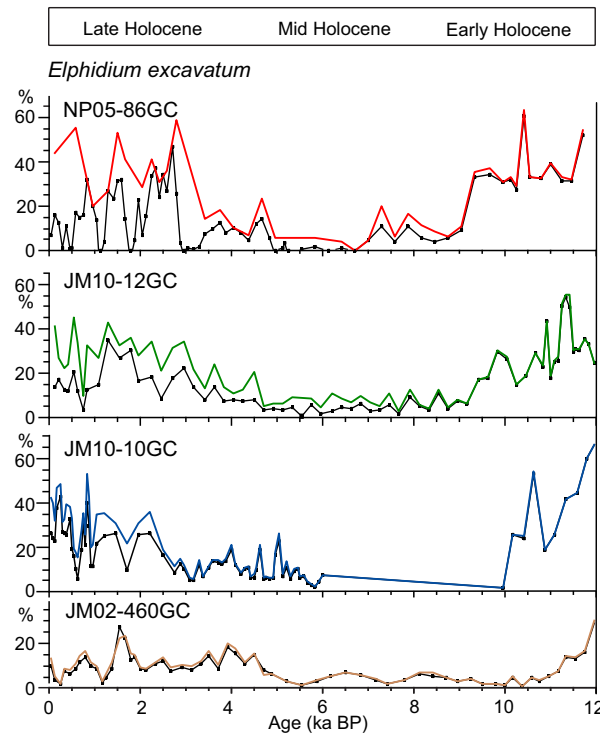 Late Holocene Mid Holocene Early Holocene
Elphidium excavatum
%
NP05-86GC
60
40
20
0
JM10-12GC
60
%
40
20
0
JM10-10GC
60
%
40
20
0
JM02-460GC
%
20
0
0 2 4 6 8 10 12
Age (ka BP)